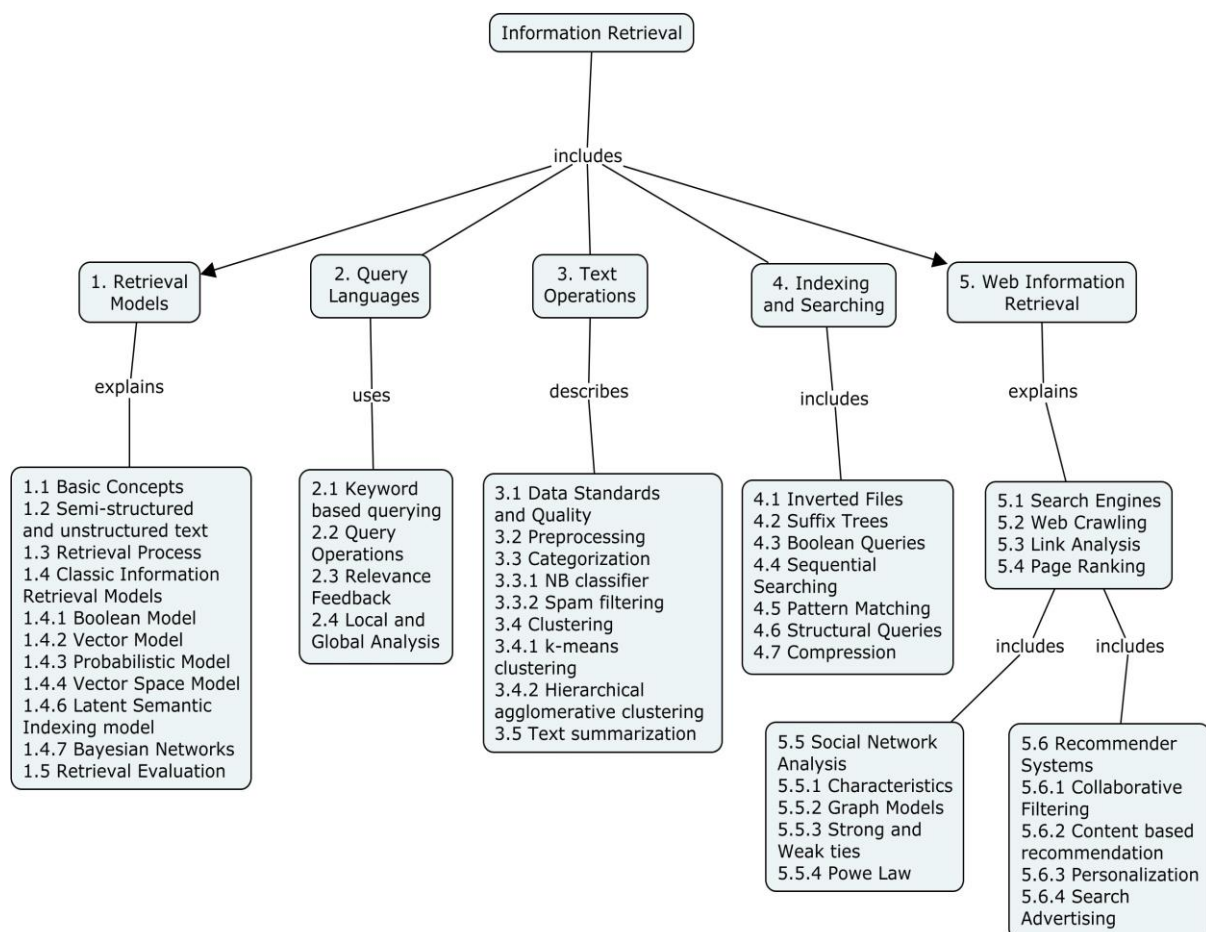 Information Retrieval
includes
1. Retrieval
Models
2. Query
Languages
3. Text
Operations
4. Indexing
and Searching
5. Web Information
Retrieval
explains
uses
describes
includes
explains
1.1 Basic Concepts
1.2 Semi-structured
and unstructured text
1.3 Retrieval Process
1.4 Classic Information
Retrieval Models
1.4.1 Boolean Model
1.4.2 Vector Model
1.4.3 Probabilistic Model
1.4.4 Vector Space Model
1.4.6 Latent Semantic
Indexing model
1.4.7 Bayesian Networks
1.5 Retrieval Evaluation
2.1 Keyword
based querying
2.2 Query
Operations
2.3 Relevance
Feedback
2.4 Local and
Global Analysis
3.1 Data Standards
and Quality
3.2 Preprocessing
3.3 Categorization
3.3.1 NB classifier
3.3.2 Spam filtering
3.4 Clustering
3.4.1 k-means
clustering
3.4.2 Hierarchical
agglomerative clustering
3.5 Text summarization
4.1 Inverted Files
4.2 Suffix Trees
4.3 Boolean Queries
4.4 Sequential
Searching
4.5 Pattern Matching
4.6 Structural Queries
4.7 Compression
5.1 Search Engines
5.2 Web Crawling
5.3 Link Analysis
5.4 Page Ranking
includes
includes
5.5 Social Network
Analysis
5.5.1 Characteristics
5.5.2 Graph Models
5.5.3 Strong and
Weak ties
5.5.4 Powe Law
5.6 Recommender
Systems
5.6.1 Collaborative
Filtering
5.6.2 Content based
recommendation
5.6.3 Personalization
5.6.4 Search
Advertising